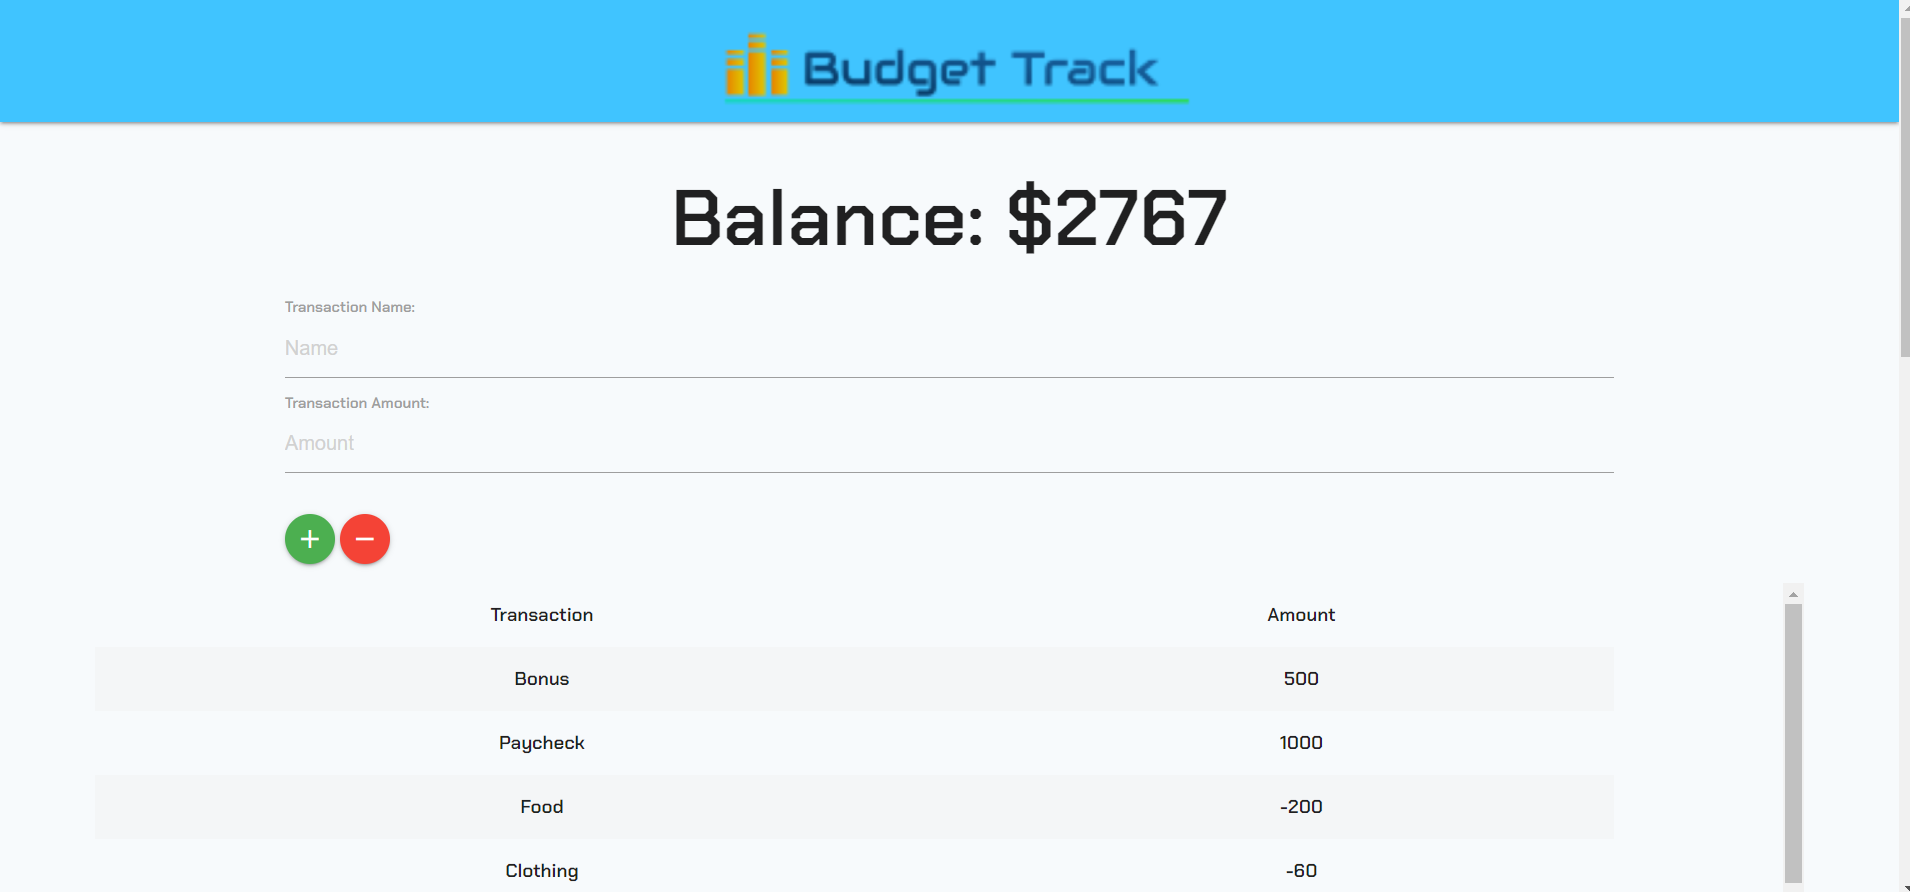 Budget Track
Balance: $2767
Transaction Name:
Name
Transaction Amount:
Amount
Transaction Amount
Bonus 500
Paycheck 1000
Food -200
Clothing -60